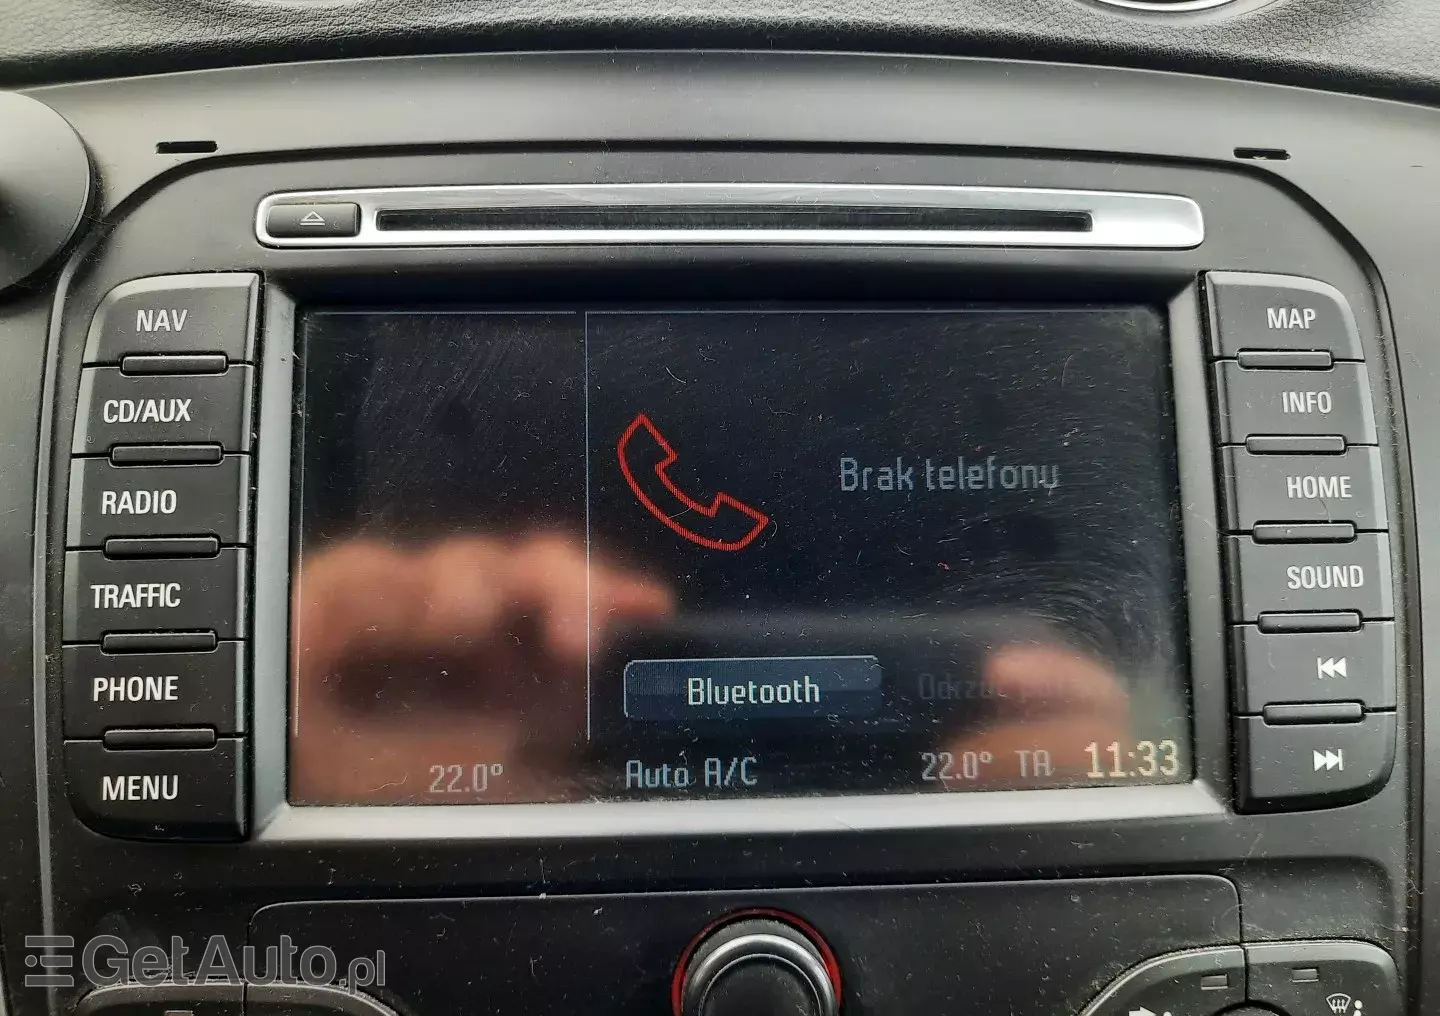 NAV
CD/AUX
RADIO
TRAFFIC
PHONE
MENU
Brak telefonu
Bluetooth
22.0°
Auto A/C
22.0° TA 11:33
MAP
INFO
HOME
SOUND
GetAuto.pl